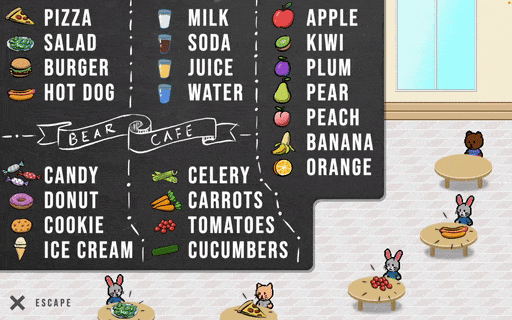 PIZZA
SALAD
BURGER
HOT DOG
MILK
SODA
JUICE
WATER
APPLE
KIWI
PLUM
PEAR
PEACH
BANANA
ORANGE
BEAR CAFE
CANDY
DONUT
COOKIE
ICE CREAM
CELERY
CARROTS
TOMATOES
CUCUMBERS
ESCAPE